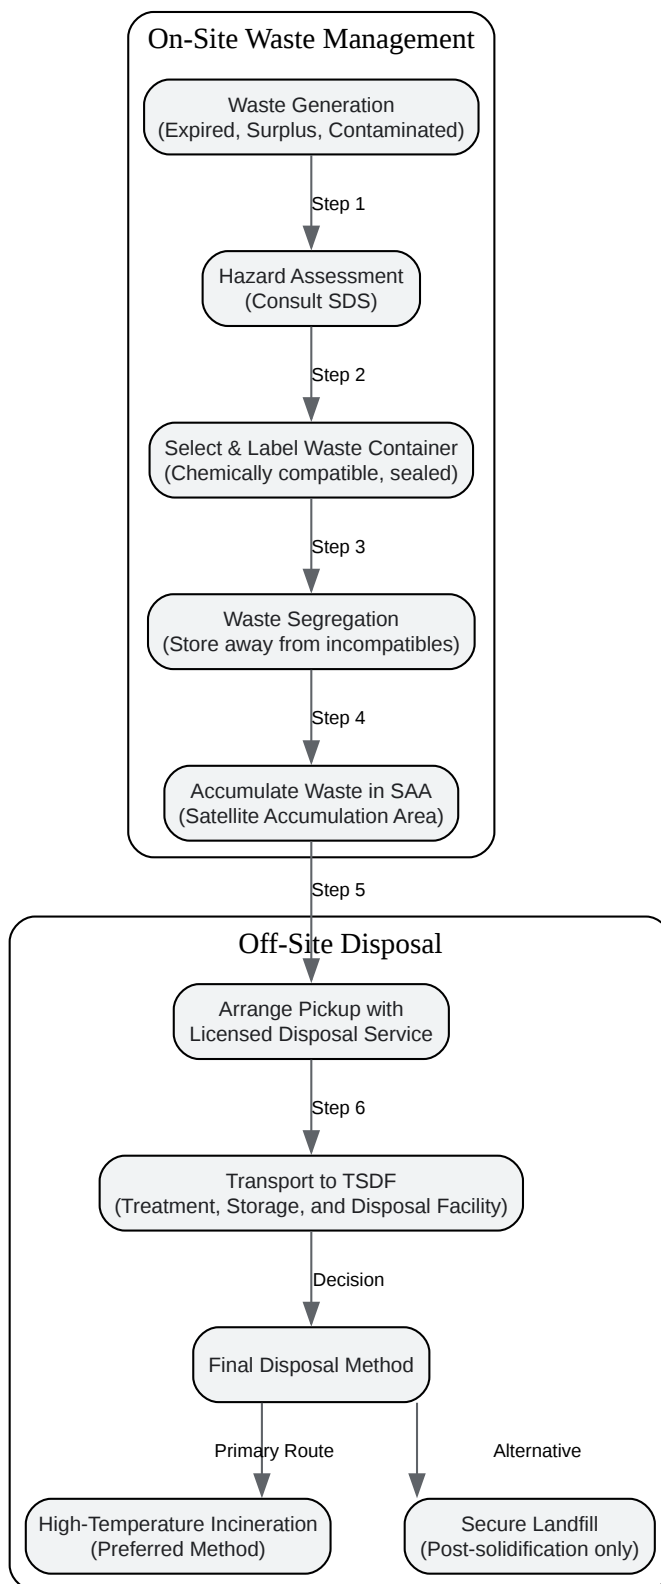 On-Site Waste Management
Waste Generation
(Expired, Surplus, Contaminated)
Step 1
Hazard Assessment
(Consult SDS)
Step 2
Select & Label Waste Container
(Chemically compatible, sealed)
Step 3
Waste Segregation
(Store away from incompatibles)
Step 4
Accumulate Waste in SAA
(Satellite Accumulation Area)
Step 5
Off-Site Disposal
Arrange Pickup with
Licensed Disposal Service
Step 6
Transport to TSDF
(Treatment, Storage, and Disposal Facility)
Decision
Final Disposal Method
Primary Route
Alternative
High-Temperature Incineration
(Preferred Method)
Secure Landfill
(Post-solidification only)